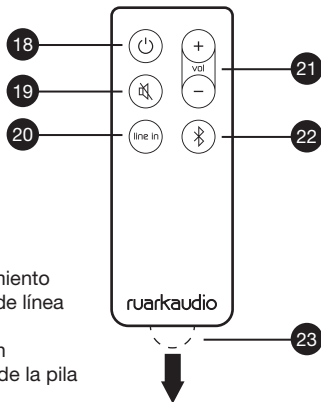 18
+
vol
−
21
19
20
line in
22
miento
de línea
n
de la pila
ruarkaudio
23